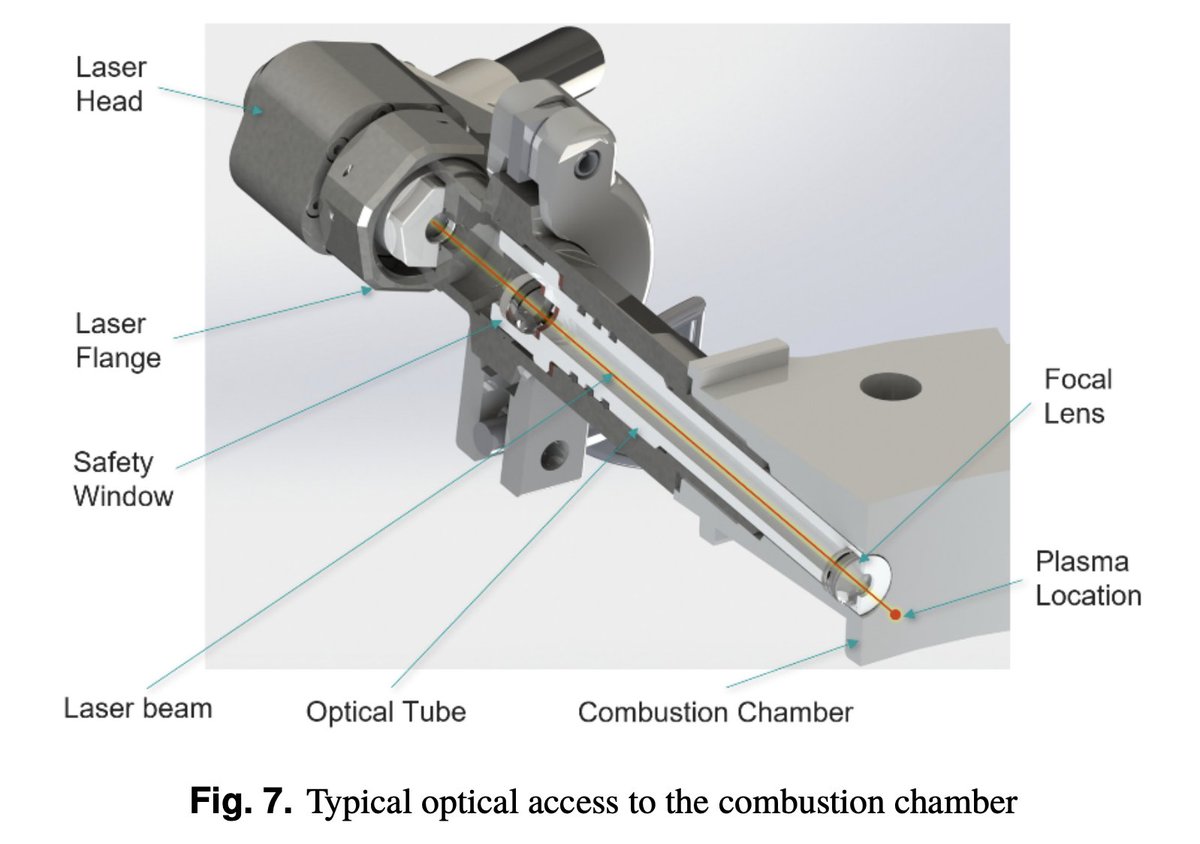 Laser
Head
Laser
Flange
Safety
Window
Focal
Lens
Plasma
Location
Laser beam
Optical Tube
Combustion Chamber
Fig. 7. Typical optical access to the combustion chamber